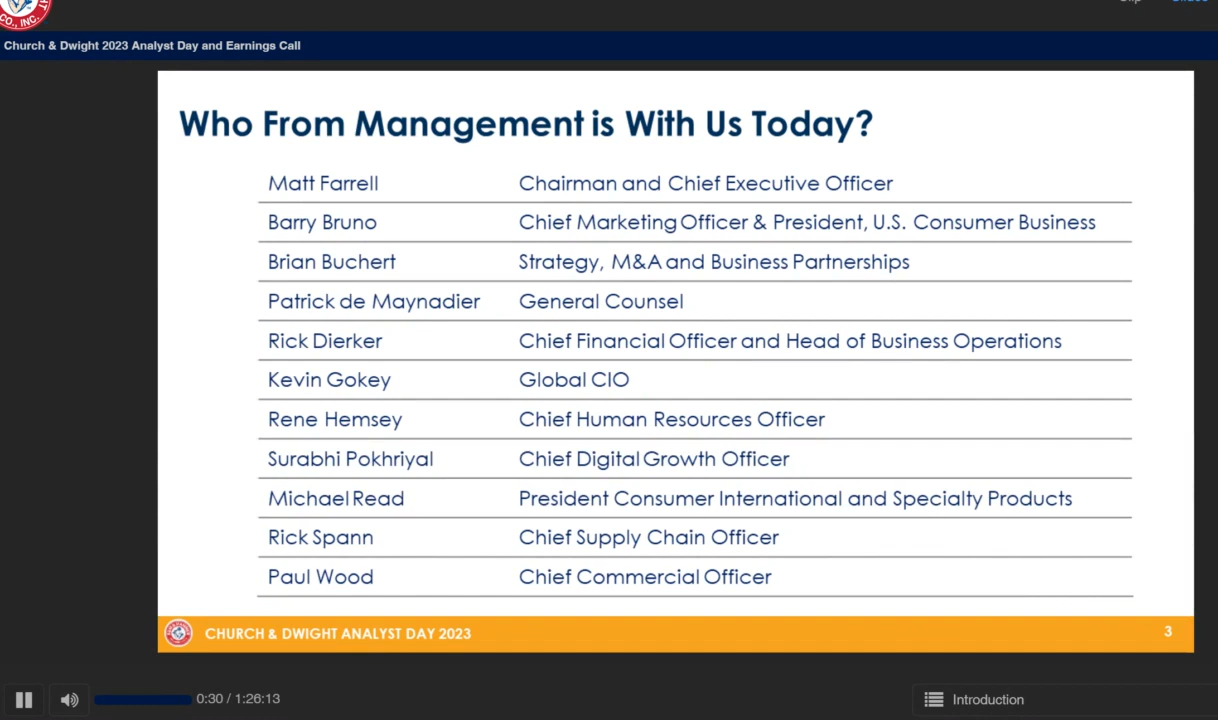 CO., INC.
Church & Dwight 2023 Analyst Day and Earnings Call
Who From Management is With Us Today?
Matt Farrell Chairman and Chief Executive Officer
Barry Bruno Chief Marketing Officer & President, U.S. Consumer Business
Brian Buchert Strategy, M&A and Business Partnerships
Patrick de Maynadier General Counsel
Rick Dierker Chief Financial Officer and Head of Business Operations
Kevin Gokey Global CIO
Rene Hemsey Chief Human Resources Officer
Surabhi Pokhriyal Chief Digital Growth Officer
Michael Read President Consumer International and Specialty Products
Rick Spann Chief Supply Chain Officer
Paul Wood Chief Commercial Officer
CHURCH & DWIGHT ANALYST DAY 2023 3
0:30 / 1:26:13 Introduction